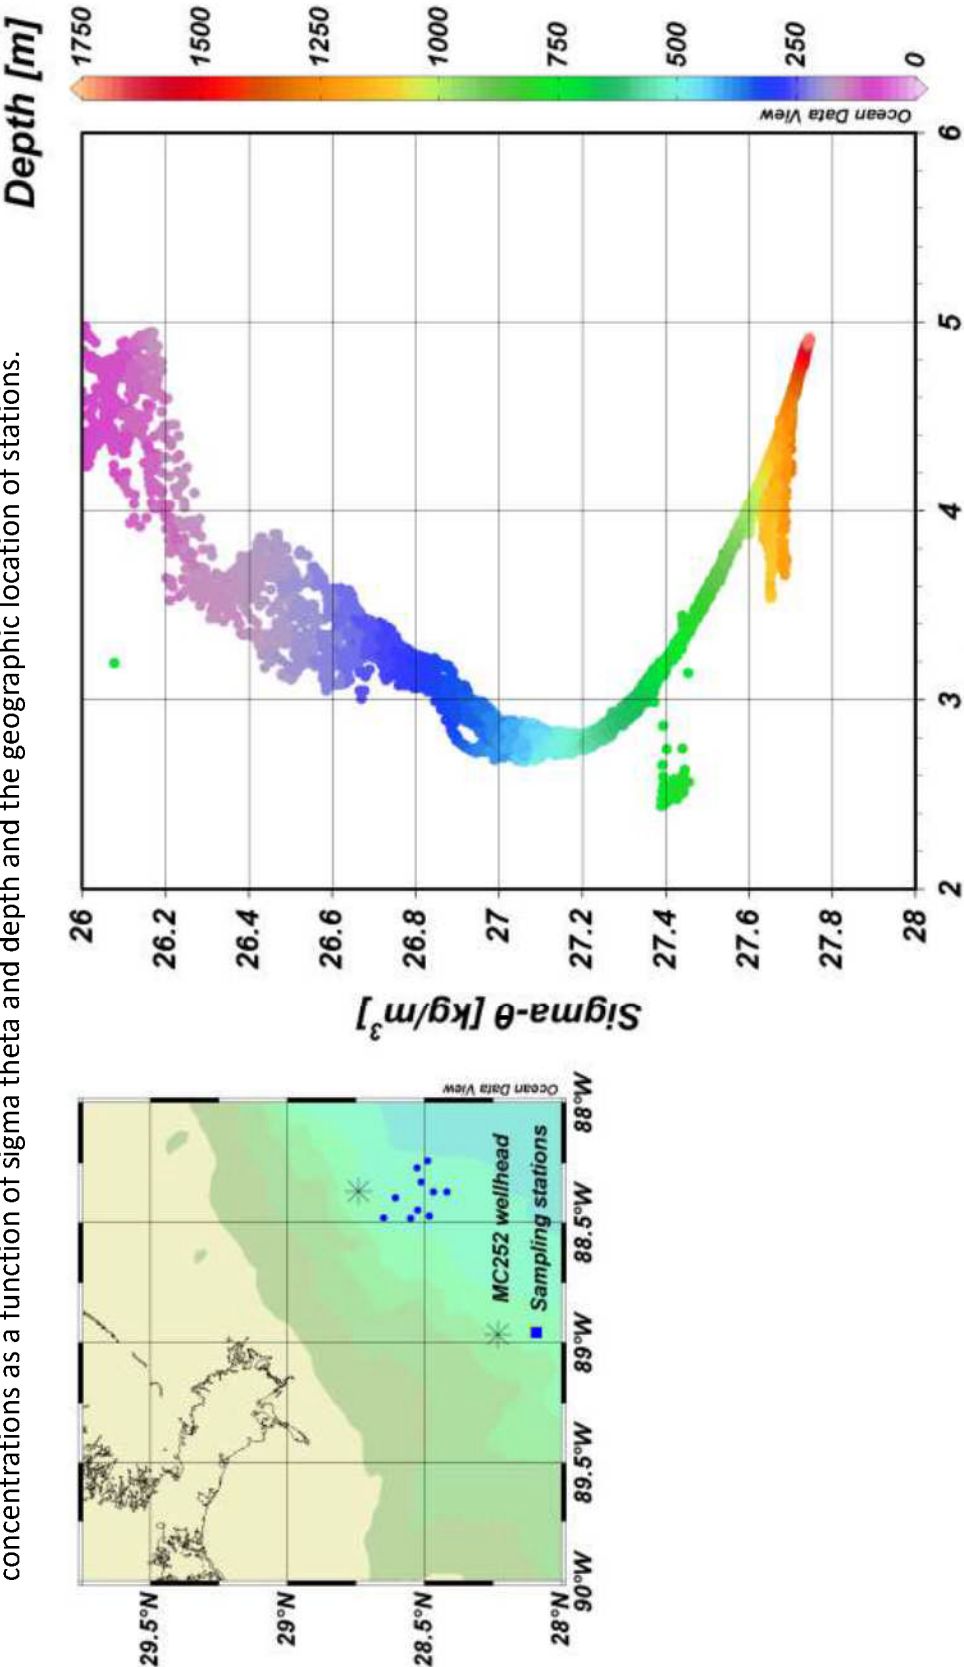 concentrations as a function of sigma theta and depth and the geographic location of stations.
29.5°N
29°N
28.5°N
28°N
90°W
89.5°W
89°W
88.5°W
88°W
MC252 wellhead
Sampling stations
Ocean Data View
Sigma-θ [kg/m³]
26
26.2
26.4
26.6
26.8
27
27.2
27.4
27.6
27.8
28
2
3
4
5
6
Ocean Data View
Depth [m]
1750
1500
1250
1000
750
500
250
0